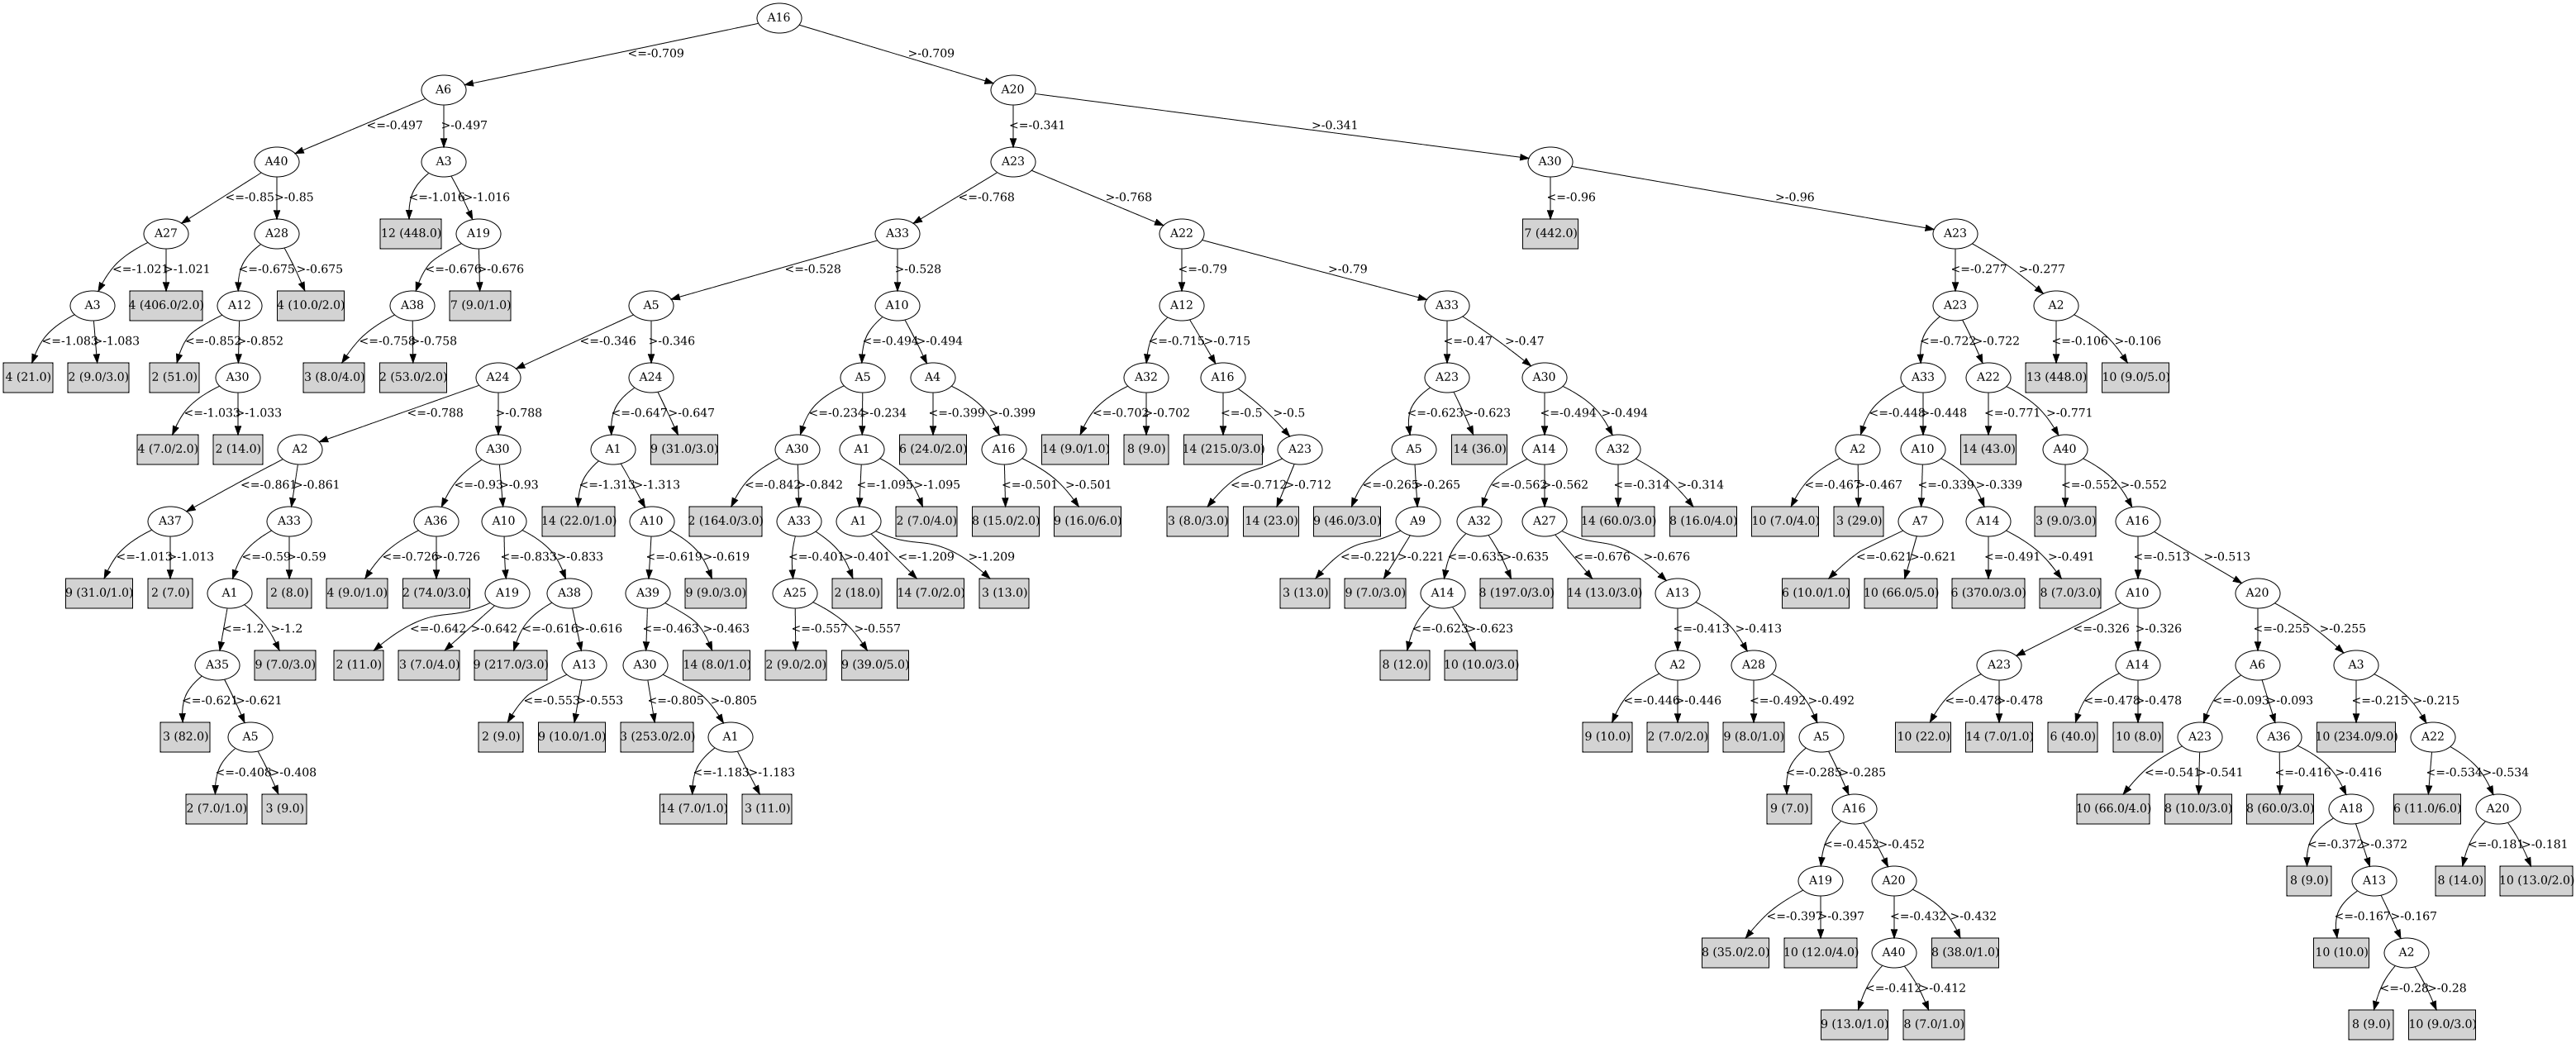 A16
<=-0.709 >-0.709
A6 A20
<=-0.497 >-0.497 <=-0.341 >-0.341
A40 A3 A23 A30
<=-0.85 >-0.85 <=-1.016 >-1.016 <=-0.768 >-0.768 <=-0.96 >-0.96
A27 A28 12 (448.0) A19 A33 A22 7 (442.0) A23
<=-1.021 >-1.021 <=-0.675 >-0.675 <=-0.676 >-0.676 <=-0.528 >-0.528 <=-0.79 >-0.79 <=-0.277 >-0.277
A3 4 (406.0/2.0) A12 4 (10.0/2.0) A38 7 (9.0/1.0) A5 A10 A12 A33 A23 A2
<=-1.083 >-1.083 <=-0.852 >-0.852 <=-0.758 >-0.758 <=-0.346 >-0.346 <=-0.494 >-0.494 <=-0.715 >-0.715 <=-0.47 >-0.47 <=-0.722 >-0.722 <=-0.106 >-0.106
4 (21.0) 2 (9.0/3.0) 2 (51.0) A30 3 (8.0/4.0) 2 (53.0/2.0) A24 A24 A5 A4 A32 A16 A23 A30 A33 A22 13 (448.0) 10 (9.0/5.0)
<=-1.033 >-1.033 <=-0.788 >-0.788 <=-0.647 >-0.647 <=-0.234 >-0.234 <=-0.399 >-0.399 <=-0.702 >-0.702 <=-0.5 >-0.5 <=-0.623 >-0.623 <=-0.494 >-0.494 <=-0.448 >-0.448 <=-0.771 >-0.771
4 (7.0/2.0) 2 (14.0) A2 A30 A1 9 (31.0/3.0) A30 A1 6 (24.0/2.0) A16 14 (9.0/1.0) 8 (9.0) 14 (215.0/3.0) A23 A5 14 (36.0) A14 A32 A2 A10 14 (43.0) A40
<=-0.861 >-0.861 <=-0.93 >-0.93 <=-1.313 >-1.313 <=-0.842 >-0.842 <=-1.095 >-1.095 <=-0.501 >-0.501 <=-0.712 >-0.712 <=-0.265 >-0.265 <=-0.562 >-0.562 <=-0.314 >-0.314 <=-0.467 >-0.467 <=-0.339 >-0.339 <=-0.552 >-0.552
A37 A33 A36 A10 14 (22.0/1.0) A10 2 (164.0/3.0) A33 A1 2 (7.0/4.0) 8 (15.0/2.0) 9 (16.0/6.0) 3 (8.0/3.0) 14 (23.0) 9 (46.0/3.0) A9 A32 A27 14 (60.0/3.0) 8 (16.0/4.0) 10 (7.0/4.0) 3 (29.0) A7 A14 3 (9.0/3.0) A16
<=-1.013 >-1.013 <=-0.59 >-0.59 <=-0.726 >-0.726 <=-0.833 >-0.833 <=-0.619 >-0.619 <=-0.401 >-0.401 <=-1.209 >-1.209 <=-0.221 >-0.221 <=-0.635 >-0.635 <=-0.676 >-0.676 <=-0.621 >-0.621 <=-0.491 >-0.491 <=-0.513 >-0.513
9 (31.0/1.0) 2 (7.0) A1 2 (8.0) 4 (9.0/1.0) 2 (74.0/3.0) A19 A38 A39 9 (9.0/3.0) A25 2 (18.0) 14 (7.0/2.0) 3 (13.0) 3 (13.0) 9 (7.0/3.0) A14 8 (197.0/3.0) 14 (13.0/3.0) A13 6 (10.0/1.0) 10 (66.0/5.0) 6 (370.0/3.0) 8 (7.0/3.0) A10 A20
<=-1.2 >-1.2 <=-0.642 >-0.642 <=-0.616 >-0.616 <=-0.463 >-0.463 <=-0.557 >-0.557 <=-0.623 >-0.623 <=-0.413 >-0.413 <=-0.326 >-0.326 <=-0.255 >-0.255
A35 9 (7.0/3.0) 2 (11.0) 3 (7.0/4.0) 9 (217.0/3.0) A13 A30 14 (8.0/1.0) 2 (9.0/2.0) 9 (39.0/5.0) 8 (12.0) 10 (10.0/3.0) A2 A28 A23 A14 A6 A3
<=-0.621 >-0.621 <=-0.553 >-0.553 <=-0.805 >-0.805 <=-0.446 >-0.446 <=-0.492 >-0.492 <=-0.478 >-0.478 <=-0.478 >-0.478 <=-0.093 >-0.093 <=-0.215 >-0.215
3 (82.0) A5 2 (9.0) 9 (10.0/1.0) 3 (253.0/2.0) A1 9 (10.0) 2 (7.0/2.0) 9 (8.0/1.0) A5 10 (22.0) 14 (7.0/1.0) 6 (40.0) 10 (8.0) A23 A36 10 (234.0/9.0) A22
<=-0.408 >-0.408 <=-1.183 >-1.183 <=-0.285 >-0.285 <=-0.541 >-0.541 <=-0.416 >-0.416 <=-0.534 >-0.534
2 (7.0/1.0) 3 (9.0) 14 (7.0/1.0) 3 (11.0) 9 (7.0) A16 10 (66.0/4.0) 8 (10.0/3.0) 8 (60.0/3.0) A18 6 (11.0/6.0) A20
<=-0.452 >-0.452 <=-0.372 >-0.372 <=-0.181 >-0.181
A19 A20 8 (9.0) A13 8 (14.0) 10 (13.0/2.0)
<=-0.397 >-0.397 <=-0.432 >-0.432 <=-0.167 >-0.167
8 (35.0/2.0) 10 (12.0/4.0) A40 8 (38.0/1.0) 10 (10.0) A2
<=-0.412 >-0.412 <=-0.28 >-0.28
9 (13.0/1.0) 8 (7.0/1.0) 8 (9.0) 10 (9.0/3.0)